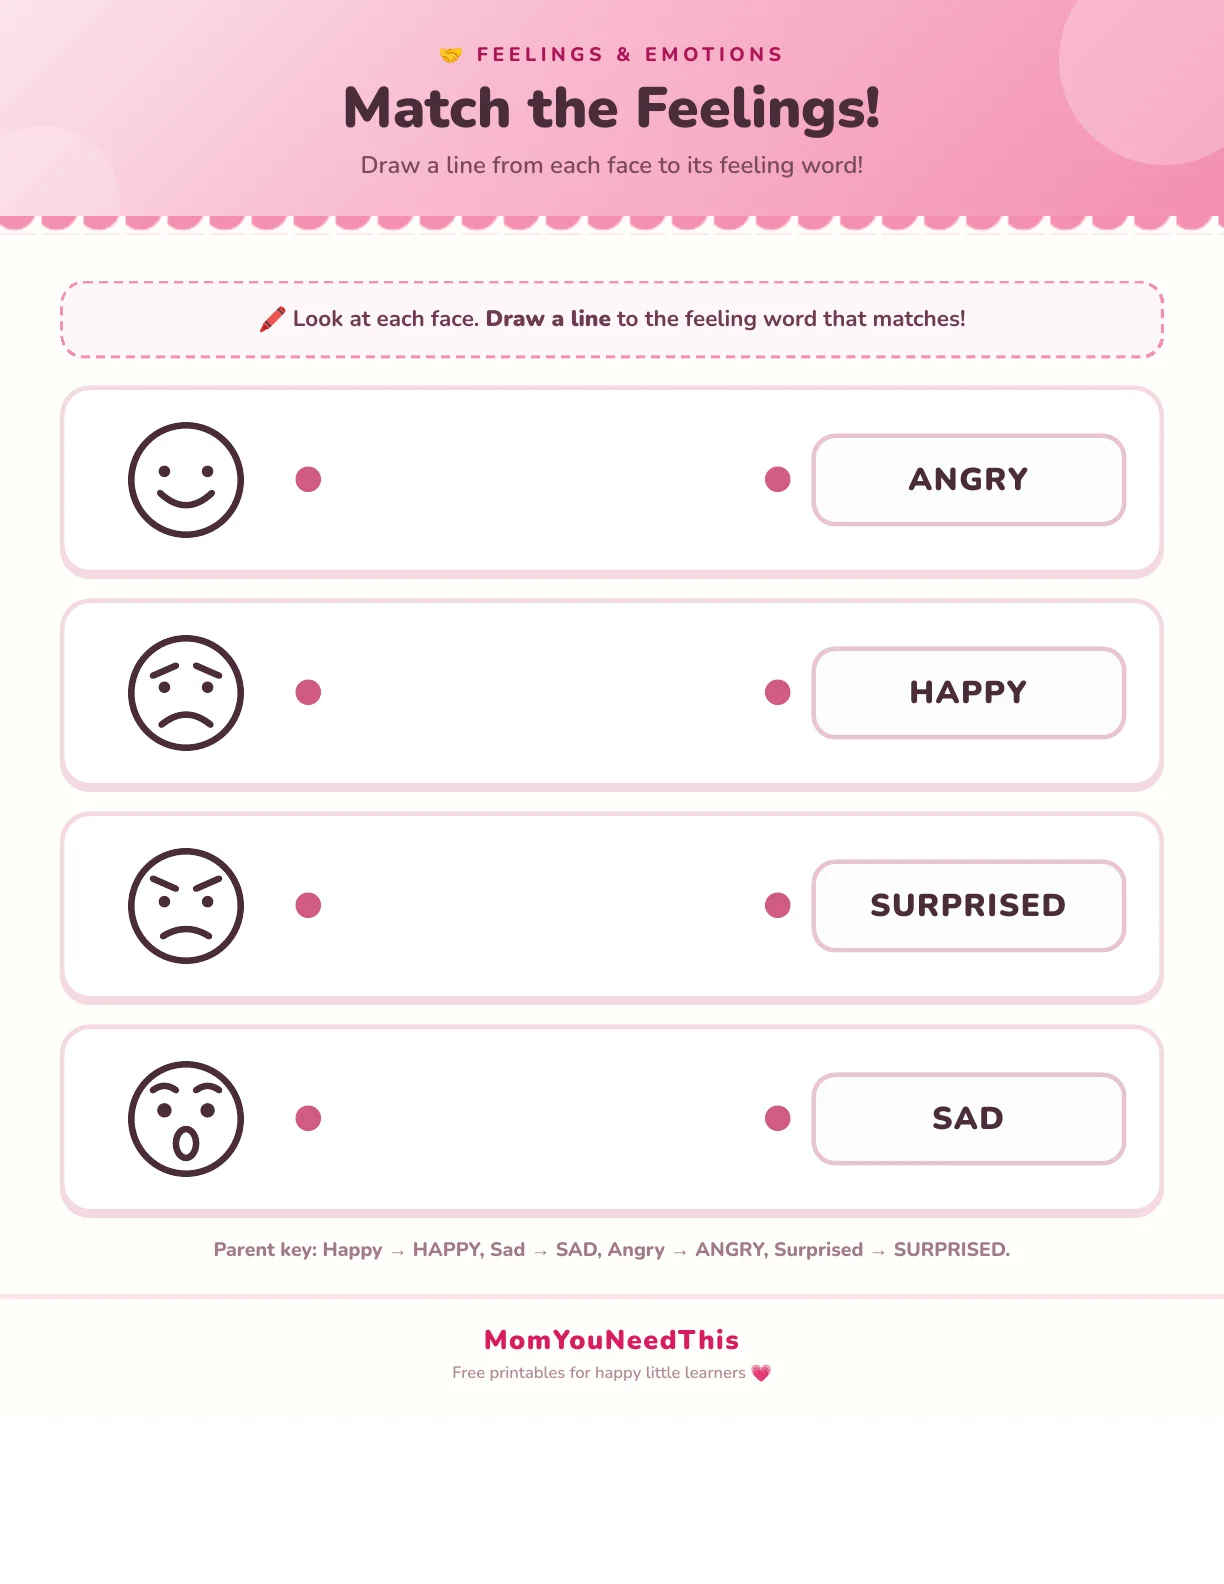 🤝 FEELINGS & EMOTIONS
Match the Feelings!
Draw a line from each face to its feeling word!
🖍️ Look at each face. Draw a line to the feeling word that matches!
ANGRY
HAPPY
SURPRISED
SAD
Parent key: Happy → HAPPY, Sad → SAD, Angry → ANGRY, Surprised → SURPRISED.
MomYouNeedThis
Free printables for happy little learners 💗